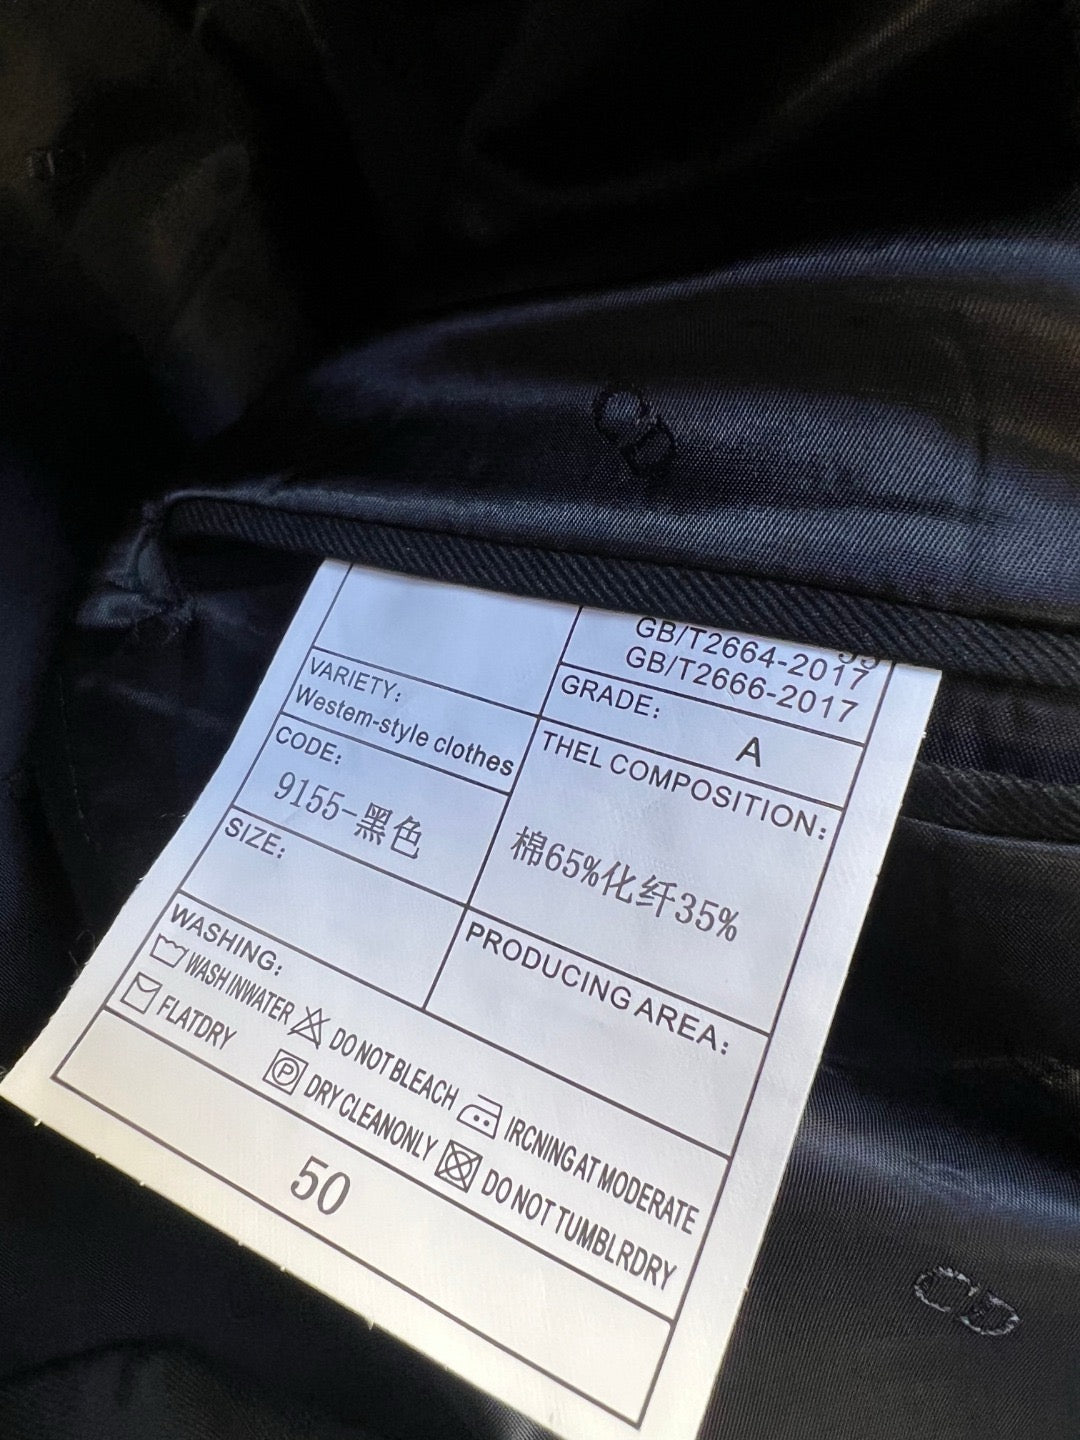 GB/T2664-2017
GB/T2666-2017
VARIETY:
Westem-style clothes
GRADE:
A
CODE:
9155-黑色
THEL COMPOSITION:
棉65%化纤35%
SIZE:
PRODUCING AREA:
WASHING:
WASH INWATER DO NOT BLEACH IRCNING AT MODERATE
FLATDRY P DRY CLEANONLY DO NOT TUMBLRDRY
50
CD
CD